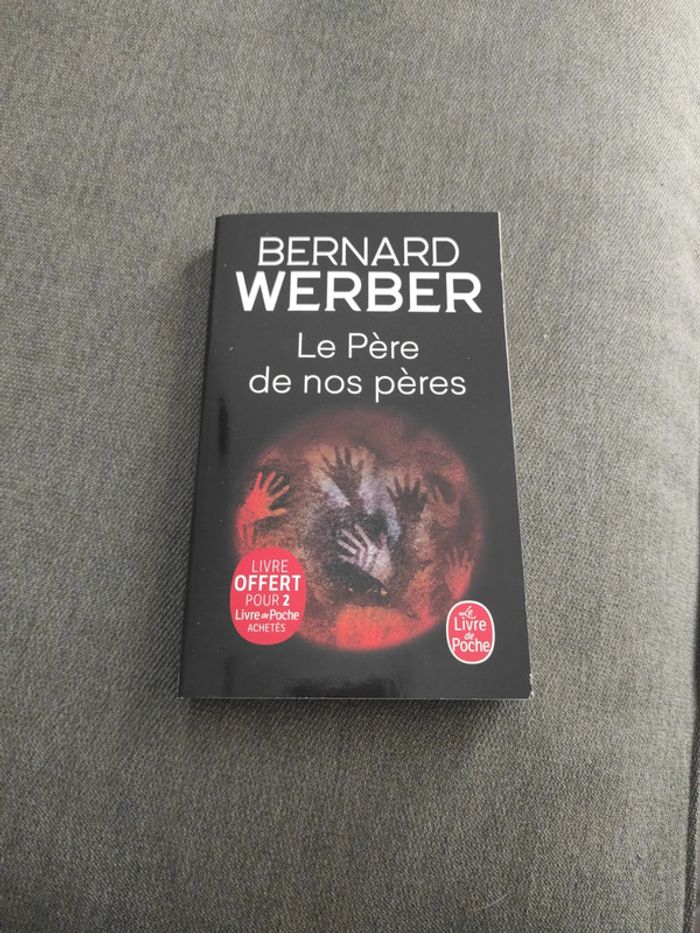 BERNARD
WERBER
Le Père
de nos pères
LIVRE
OFFERT
POUR 2
Livre de Poche
ACHETÉS
Le
Livre
de
Poche